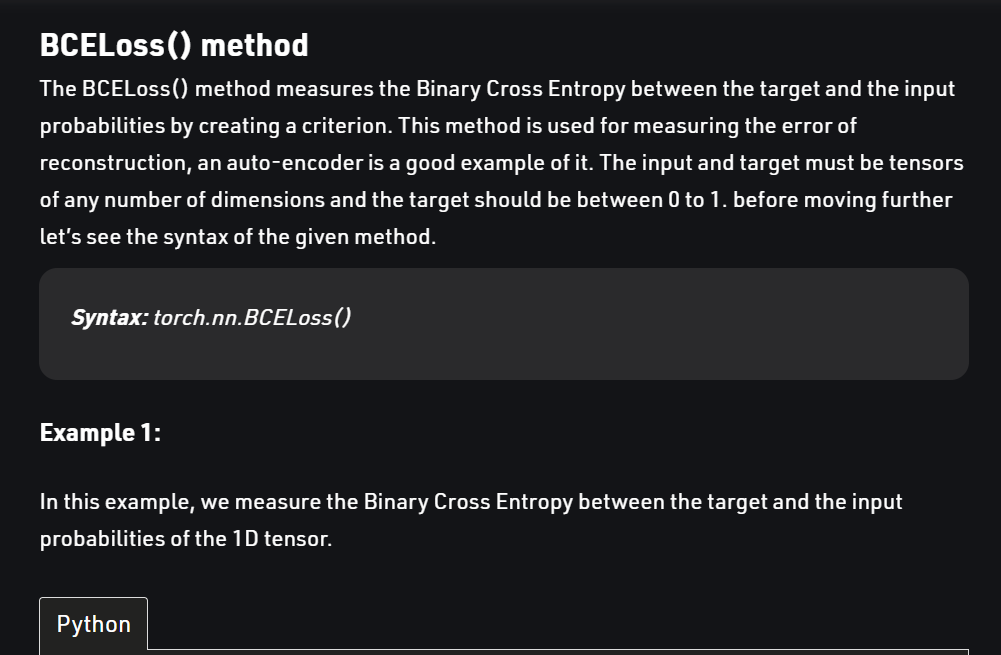 BCELoss() method
The BCELoss() method measures the Binary Cross Entropy between the target and the input
probabilities by creating a criterion. This method is used for measuring the error of
reconstruction, an auto-encoder is a good example of it. The input and target must be tensors
of any number of dimensions and the target should be between 0 to 1. before moving further
let’s see the syntax of the given method.
Syntax: torch.nn.BCELoss()
Example 1:
In this example, we measure the Binary Cross Entropy between the target and the input
probabilities of the 1D tensor.
Python